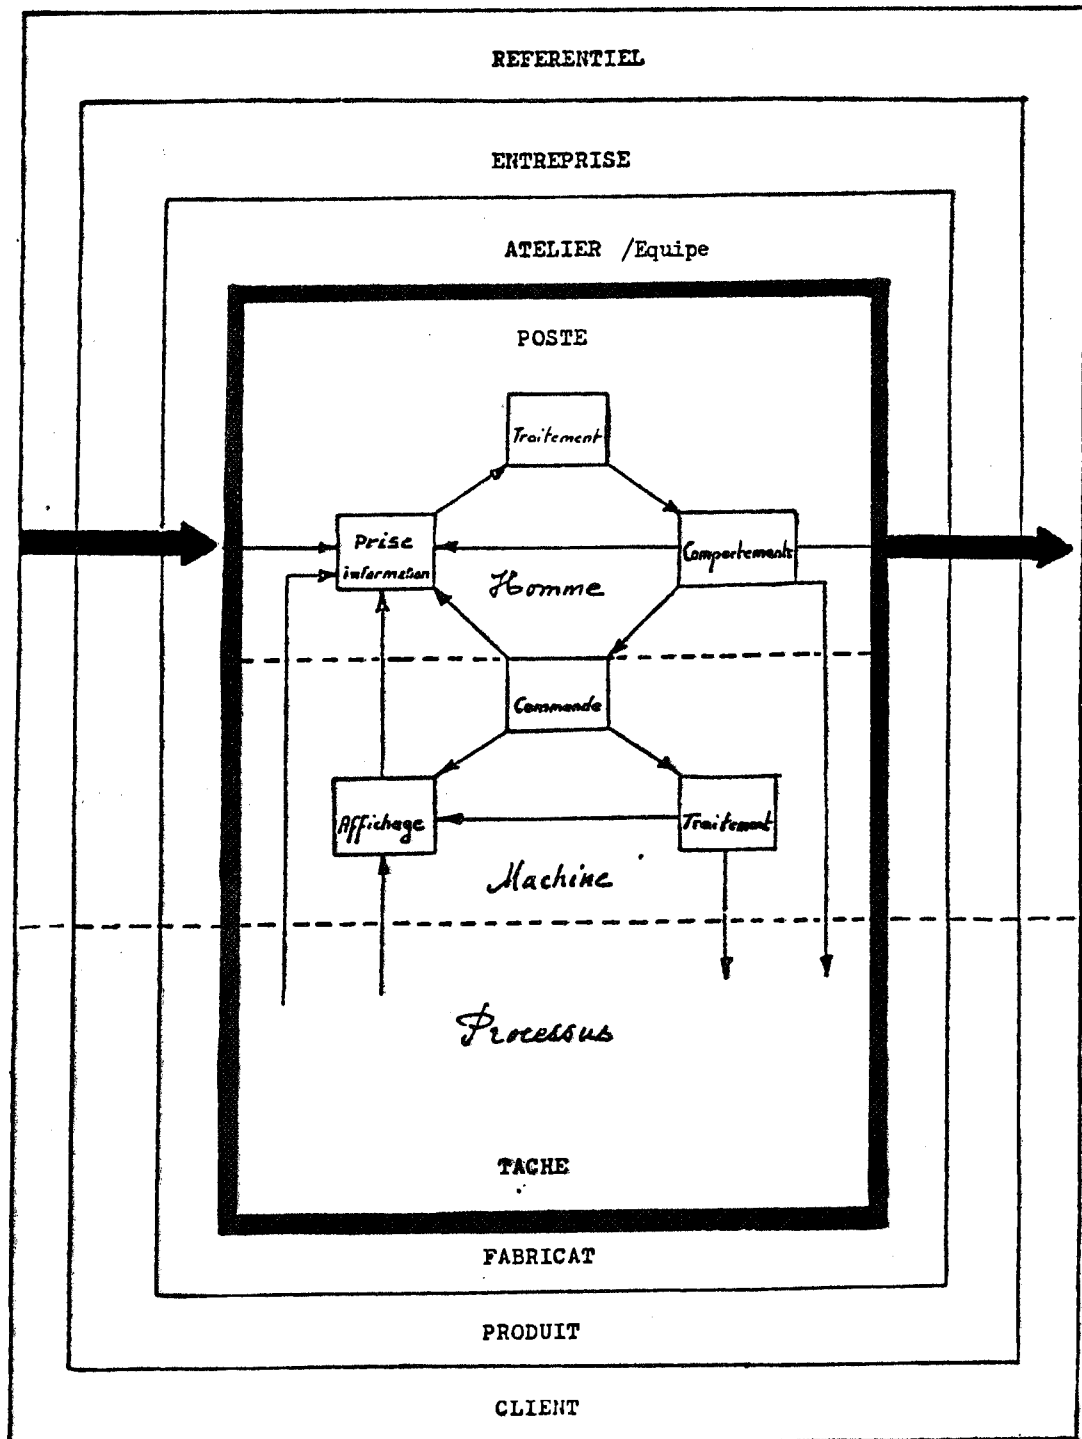 REFERENTIEL
ENTREPRISE
ATELIER /Equipe
POSTE
Traitement
Prise
information
Comportements
Homme
Commande
Affichage
Traitement
Machine
Processus
TACHE
FABRICAT
PRODUIT
CLIENT